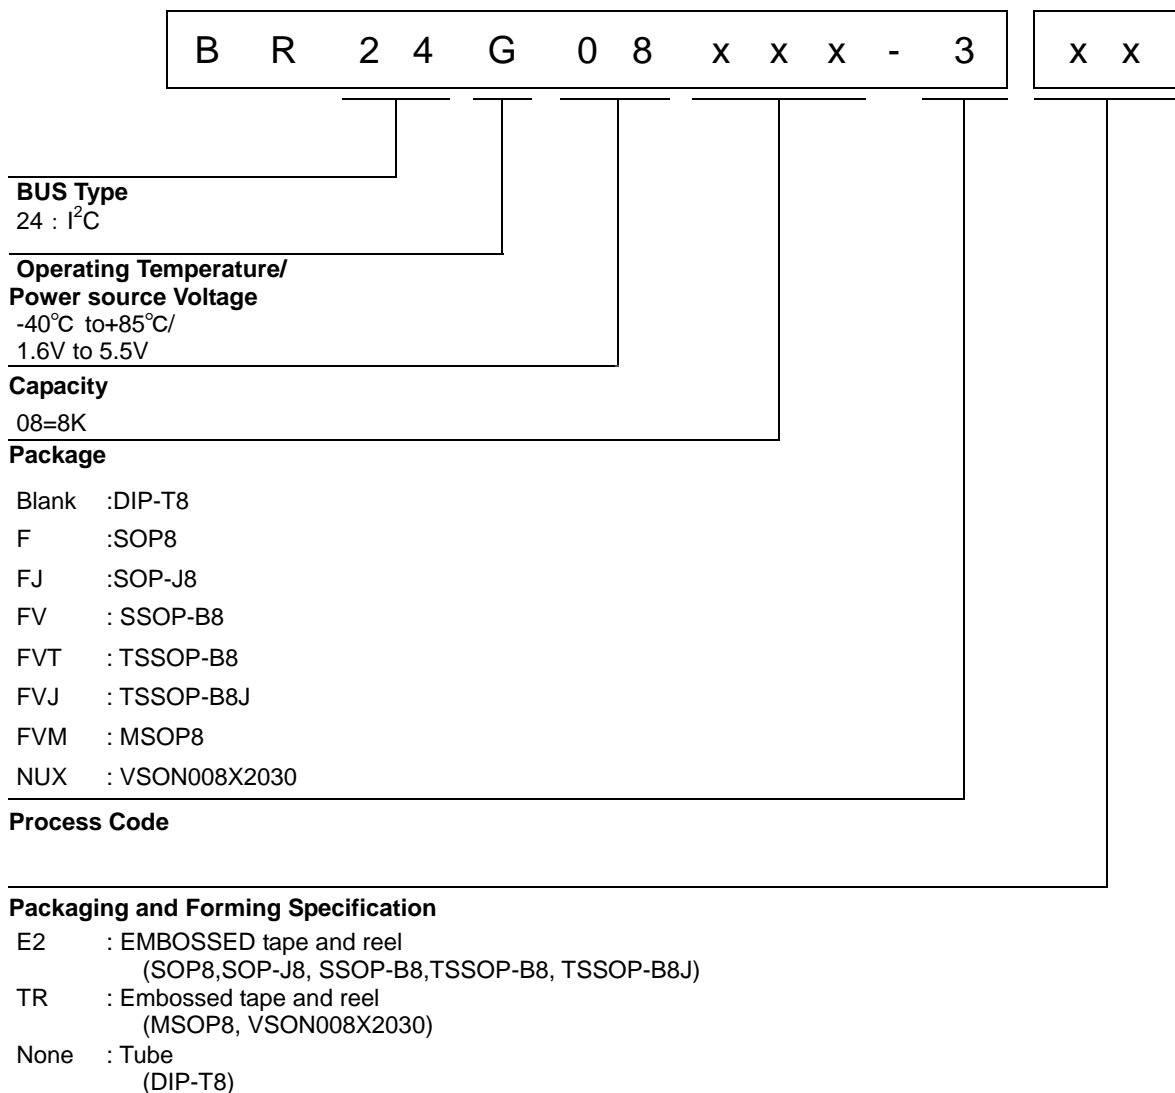 B R 2 4 G 0 8 x x x - 3 x x
BUS Type
24 : I²C
Operating Temperature/
Power source Voltage
-40℃ to+85℃/
1.6V to 5.5V
Capacity
08=8K
Package
Blank :DIP-T8
F :SOP8
FJ :SOP-J8
FV : SSOP-B8
FVT : TSSOP-B8
FVJ : TSSOP-B8J
FVM : MSOP8
NUX : VSON008X2030
Process Code
Packaging and Forming Specification
E2 : EMBOSSED tape and reel
(SOP8,SOP-J8, SSOP-B8,TSSOP-B8, TSSOP-B8J)
TR : Embossed tape and reel
(MSOP8, VSON008X2030)
None : Tube
(DIP-T8)